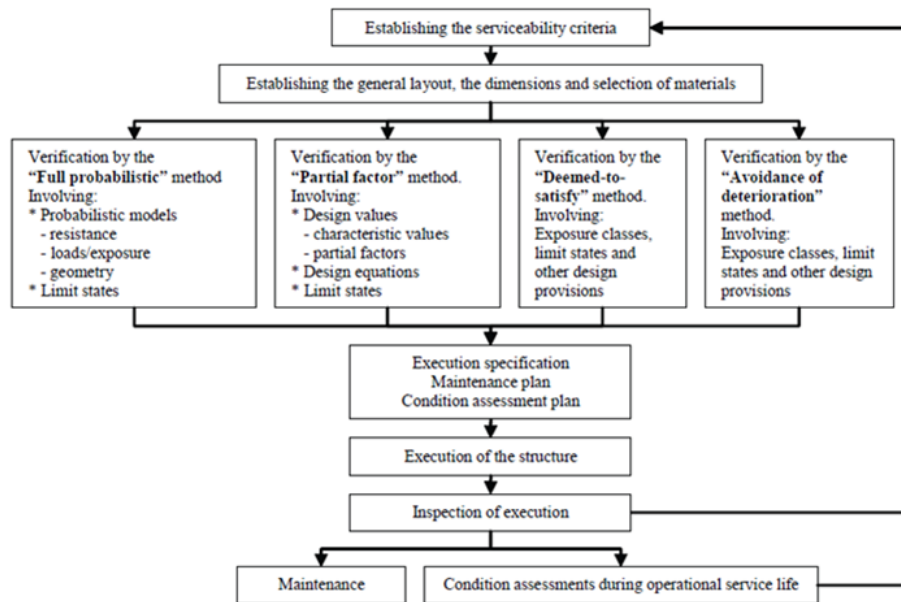 Establishing the serviceability criteria
Establishing the general layout, the dimensions and selection of materials
Verification by the
“Full probabilistic” method
Involving:
* Probabilistic models
- resistance
- loads/exposure
- geometry
* Limit states
Verification by the
“Partial factor” method.
Involving:
* Design values
- characteristic values
- partial factors
* Design equations
* Limit states
Verification by the
“Deemed-to-
satisfy” method.
Involving:
Exposure classes,
limit states and
other design
provisions
Verification by the
“Avoidance of
deterioration”
method.
Involving:
Exposure classes, limit
states and other design
provisions
Execution specification
Maintenance plan
Condition assessment plan
Execution of the structure
Inspection of execution
Maintenance
Condition assessments during operational service life